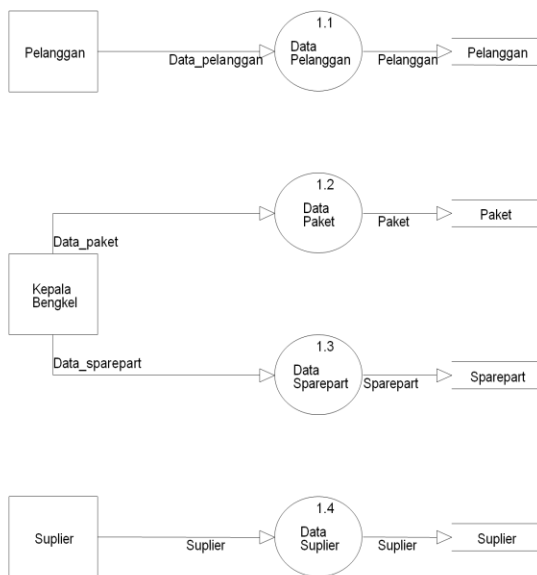 1.1
Pelanggan
Data_pelanggan
Data
Pelanggan
Pelanggan
Pelanggan
1.2
Data
Paket
Paket
Paket
Data_paket
Kepala
Bengkel
Data_sparepart
1.3
Data
Sparepart
Sparepart
Sparepart
1.4
Suplier
Suplier
Data
Suplier
Suplier
Suplier